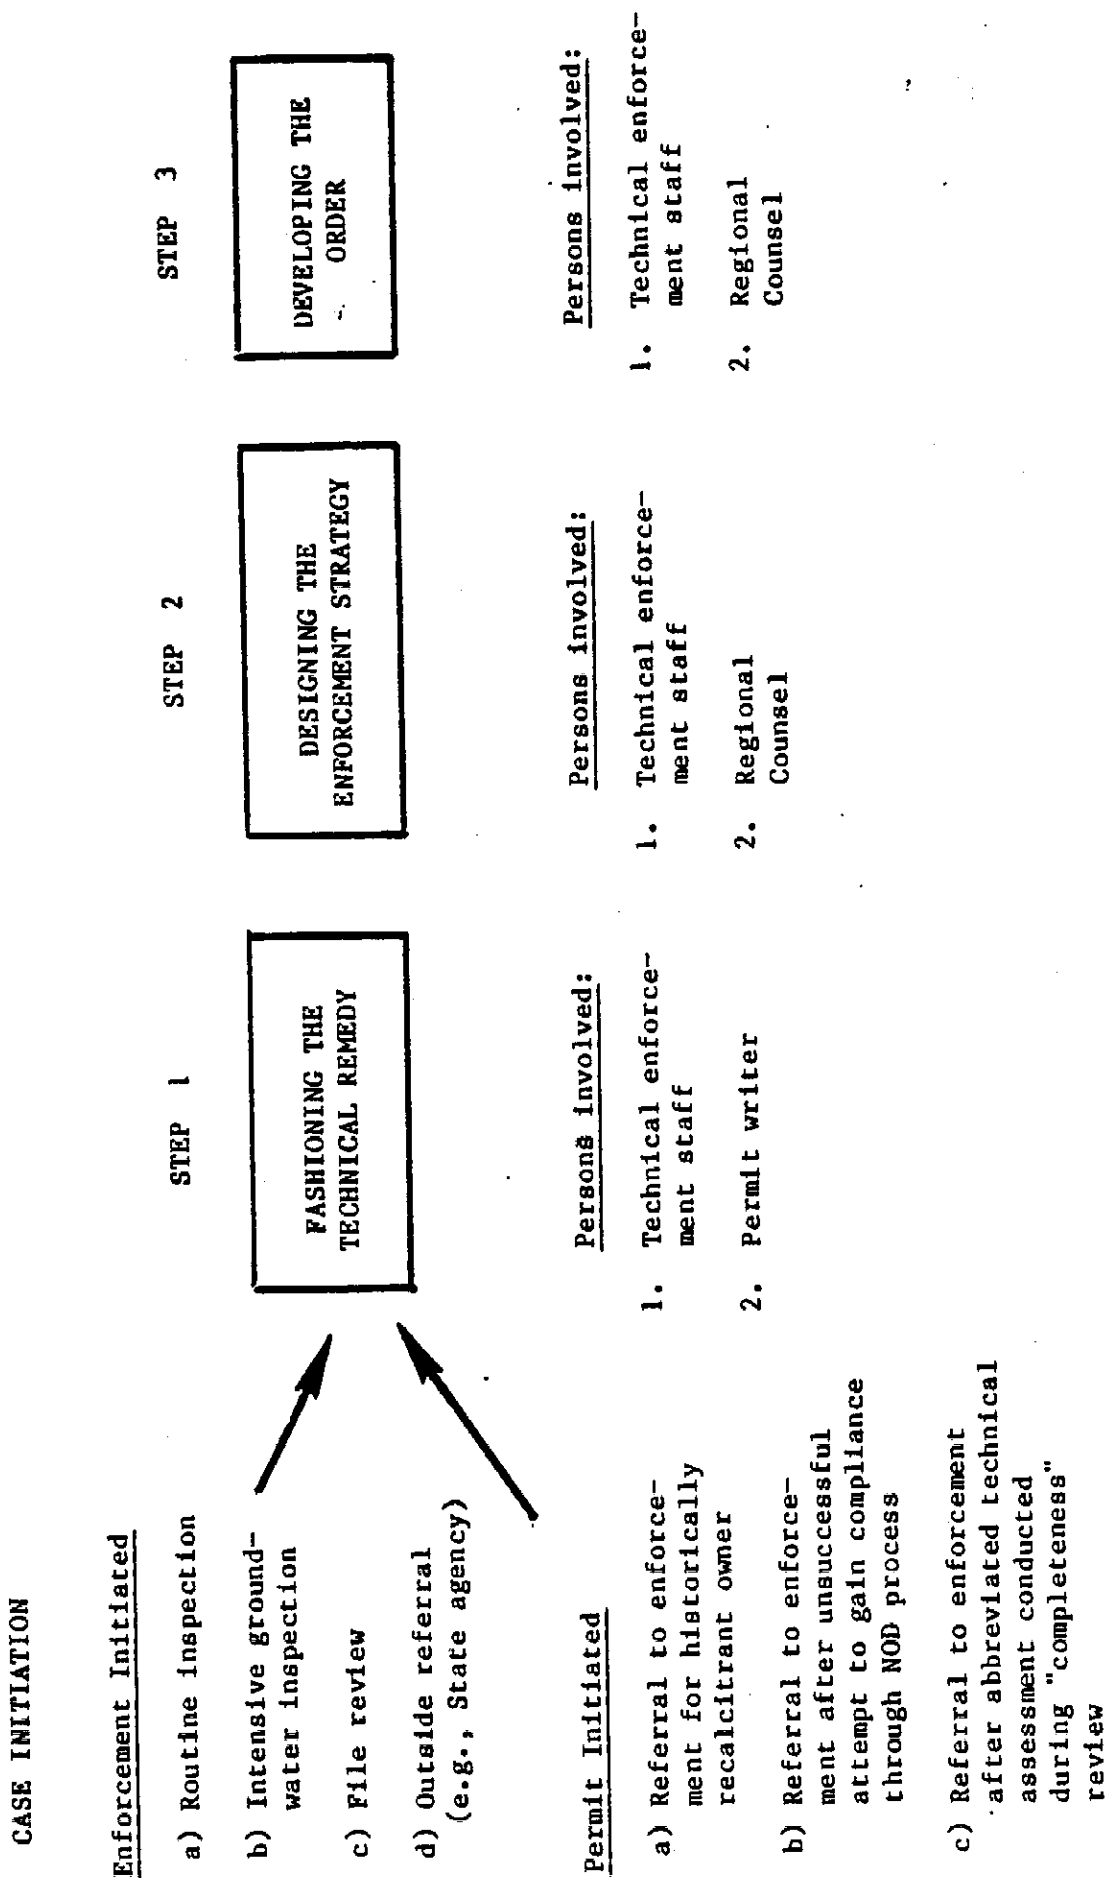 CASE INITIATION
Enforcement Initiated
a) Routine inspection
b) Intensive ground-
water inspection
c) File review
d) Outside referral
(e.g., State agency)
Permit Initiated
a) Referral to enforce-
ment for historically
recalcitrant owner
b) Referral to enforce-
ment after unsuccessful
attempt to gain compliance
through NOD process
c) Referral to enforcement
after abbreviated technical
assessment conducted
during "completeness"
review
STEP 1
FASHIONING THE
TECHNICAL REMEDY
Persons involved:
1. Technical enforce-
ment staff
2. Permit writer
STEP 2
DESIGNING THE
ENFORCEMENT STRATEGY
Persons involved:
1. Technical enforce-
ment staff
2. Regional
Counsel
STEP 3
DEVELOPING THE
ORDER
Persons involved:
1. Technical enforce-
ment staff
2. Regional
Counsel